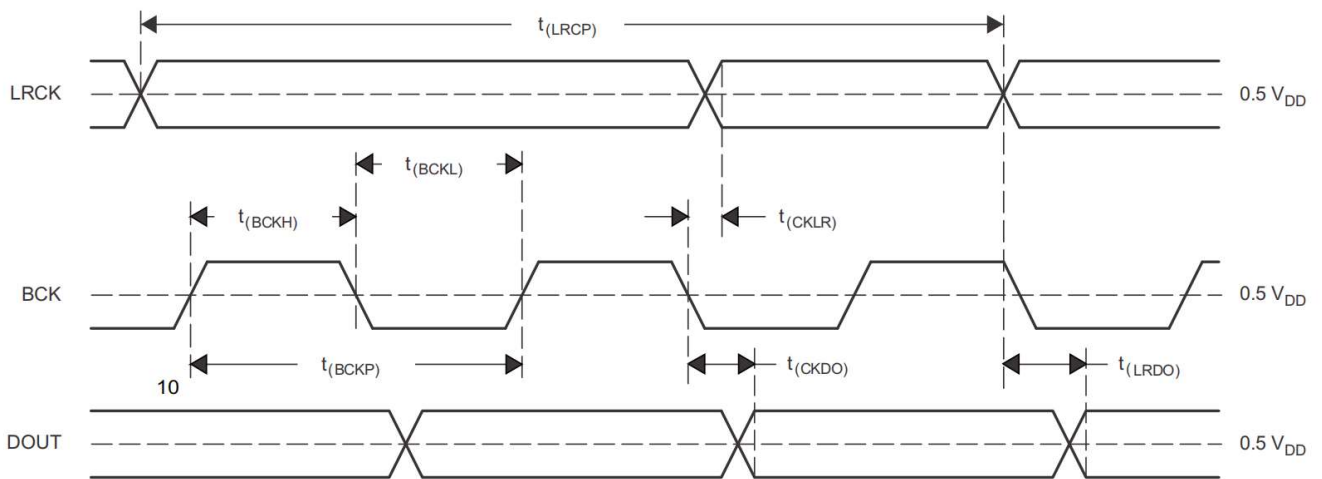 t(LRCP)
LRCK
0.5 VDD
t(BCKL)
t(BCKH)
t(CKLR)
BCK
0.5 VDD
t(BCKP)
t(CKDO)
t(LRDO)
10
DOUT
0.5 VDD